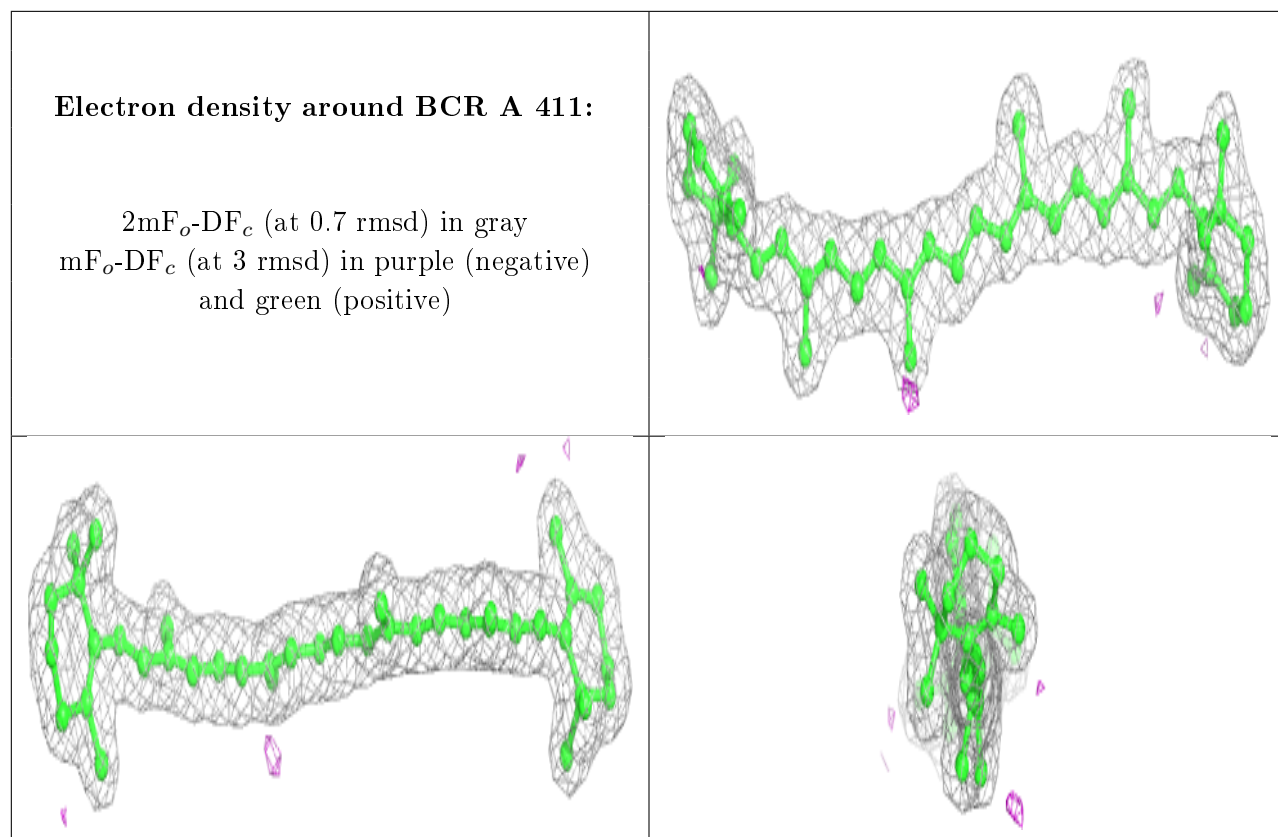 Electron density around BCR A 411:
2mFo-DFc (at 0.7 rmsd) in gray
mFo-DFc (at 3 rmsd) in purple (negative)
and green (positive)